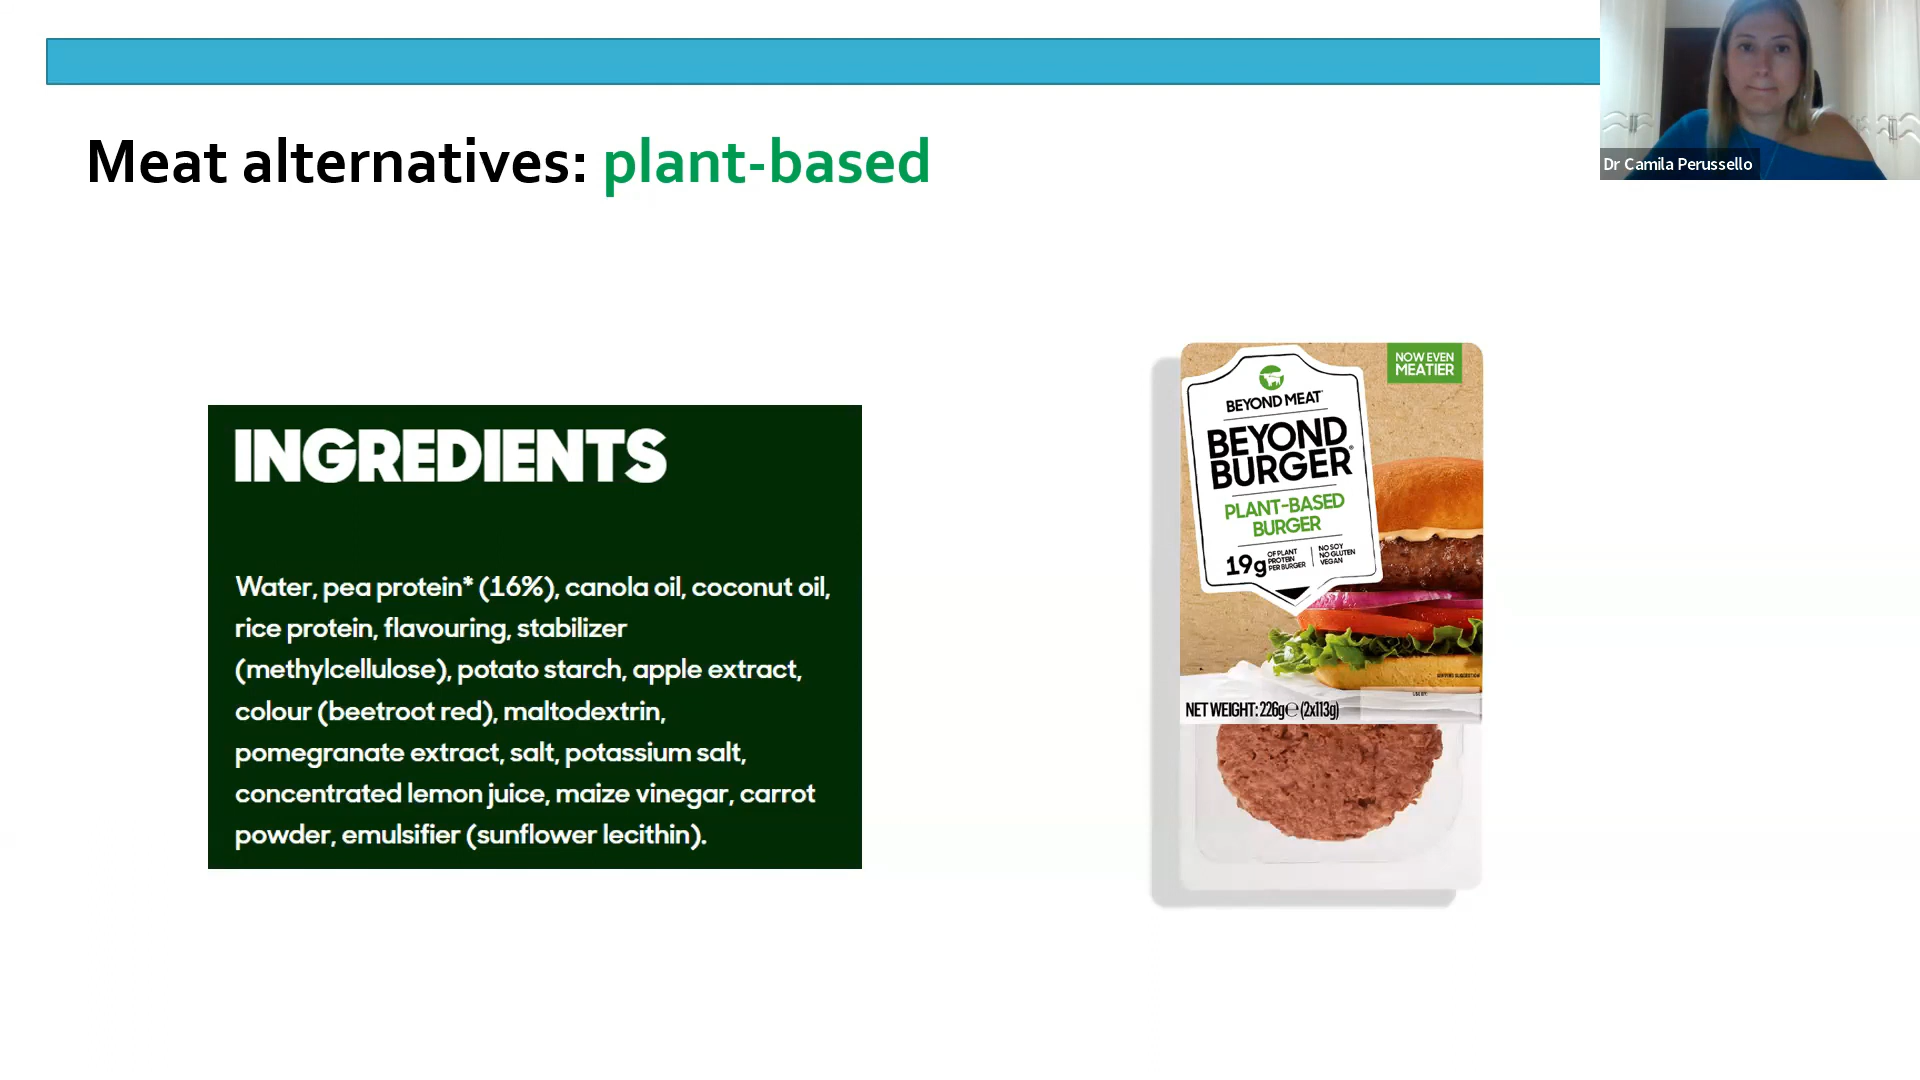 Dr Camila Perussello
Meat alternatives: plant-based
INGREDIENTS
Water, pea protein* (16%), canola oil, coconut oil,
rice protein, flavouring, stabilizer
(methylcellulose), potato starch, apple extract,
colour (beetroot red), maltodextrin,
pomegranate extract, salt, potassium salt,
concentrated lemon juice, maize vinegar, carrot
powder, emulsifier (sunflower lecithin).
NOW EVEN
MEATIER
BEYOND MEAT
BEYOND
BURGER
PLANT-BASED
BURGER
19g
OF PLANT
PROTEIN
PER BURGER
NO SOY
NO GLUTEN
VEGAN
NET WEIGHT: 226g℮ (2x113g)